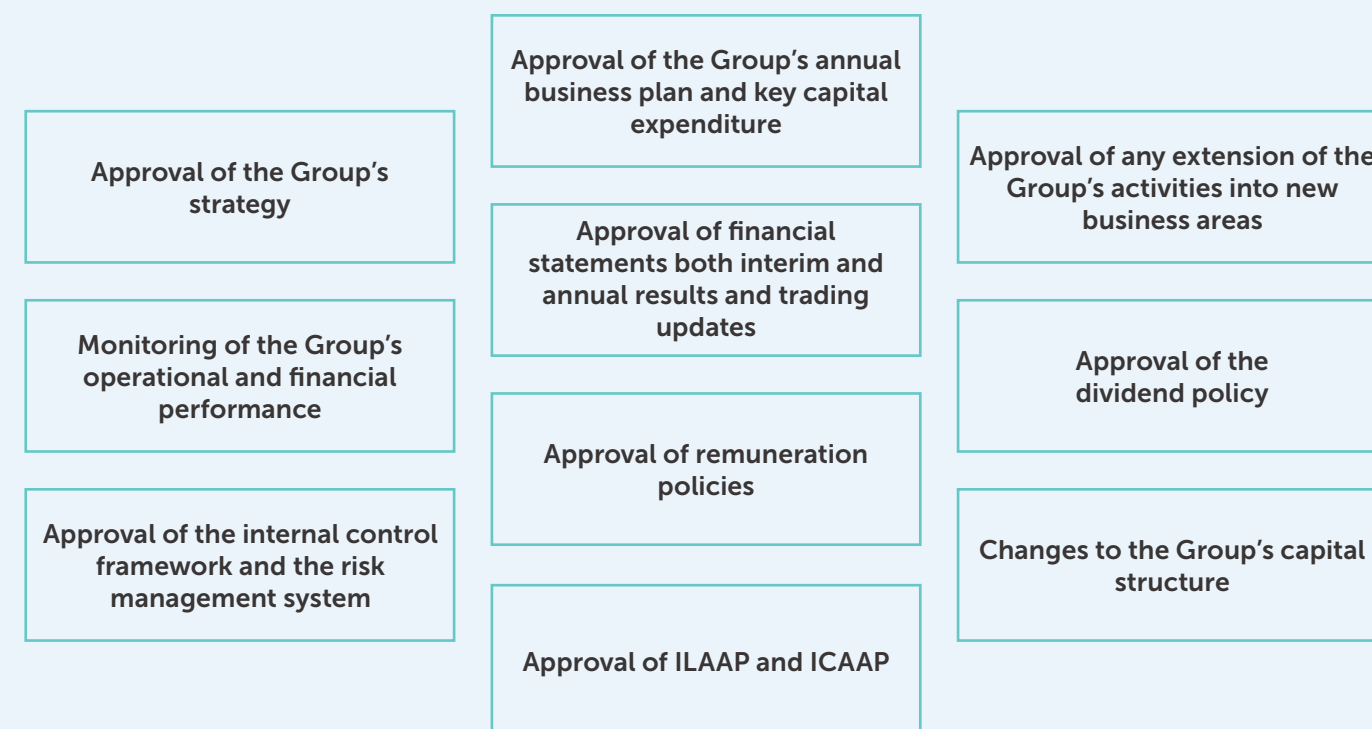 Approval of the Group’s
strategy
Monitoring of the Group’s
operational and financial
performance
Approval of the internal control
framework and the risk
management system
Approval of the Group’s annual
business plan and key capital
expenditure
Approval of financial
statements both interim and
annual results and trading
updates
Approval of remuneration
policies
Approval of ILAAP and ICAAP
Approval of any extension of the
Group’s activities into new
business areas
Approval of the
dividend policy
Changes to the Group’s capital
structure